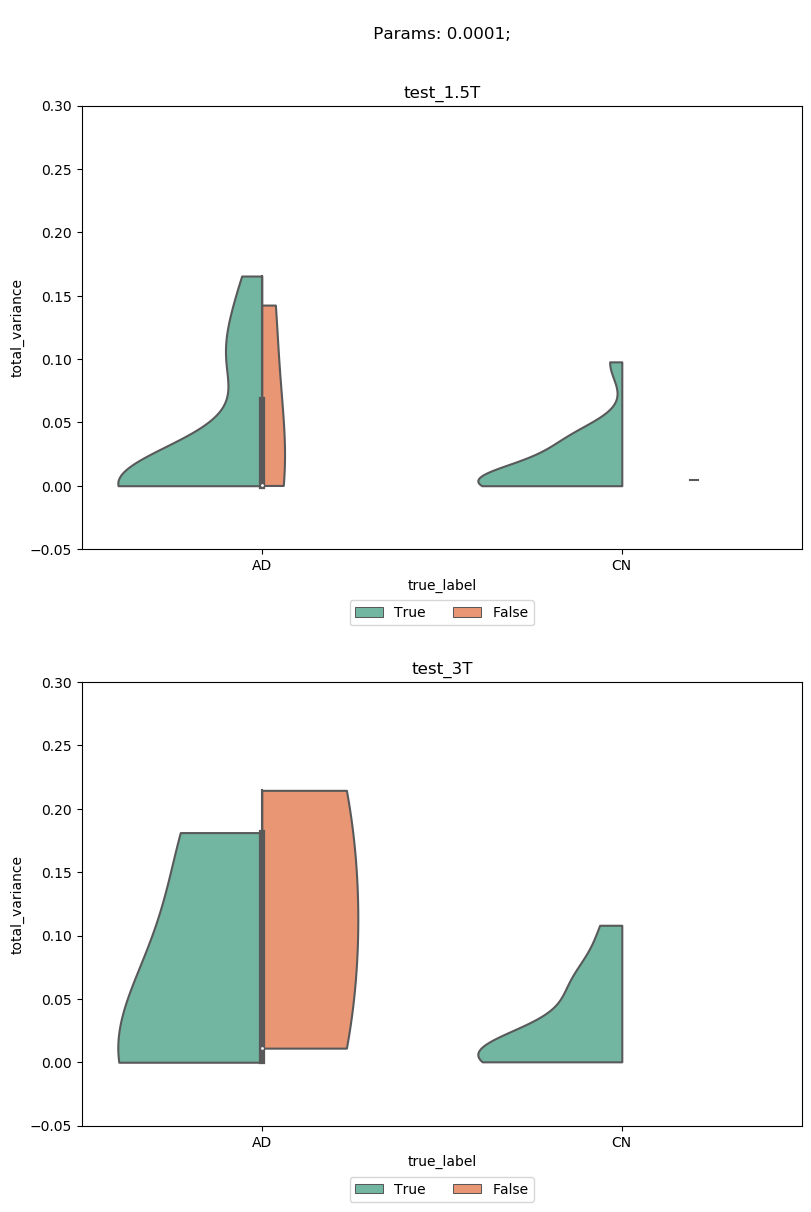 Params: 0.0001;
test_1.5T
0.30
0.25
0.20
0.15
0.10
0.05
0.00
−0.05
total_variance
AD CN
true_label
True False
test_3T
0.30
0.25
0.20
0.15
0.10
0.05
0.00
−0.05
total_variance
AD CN
true_label
True False